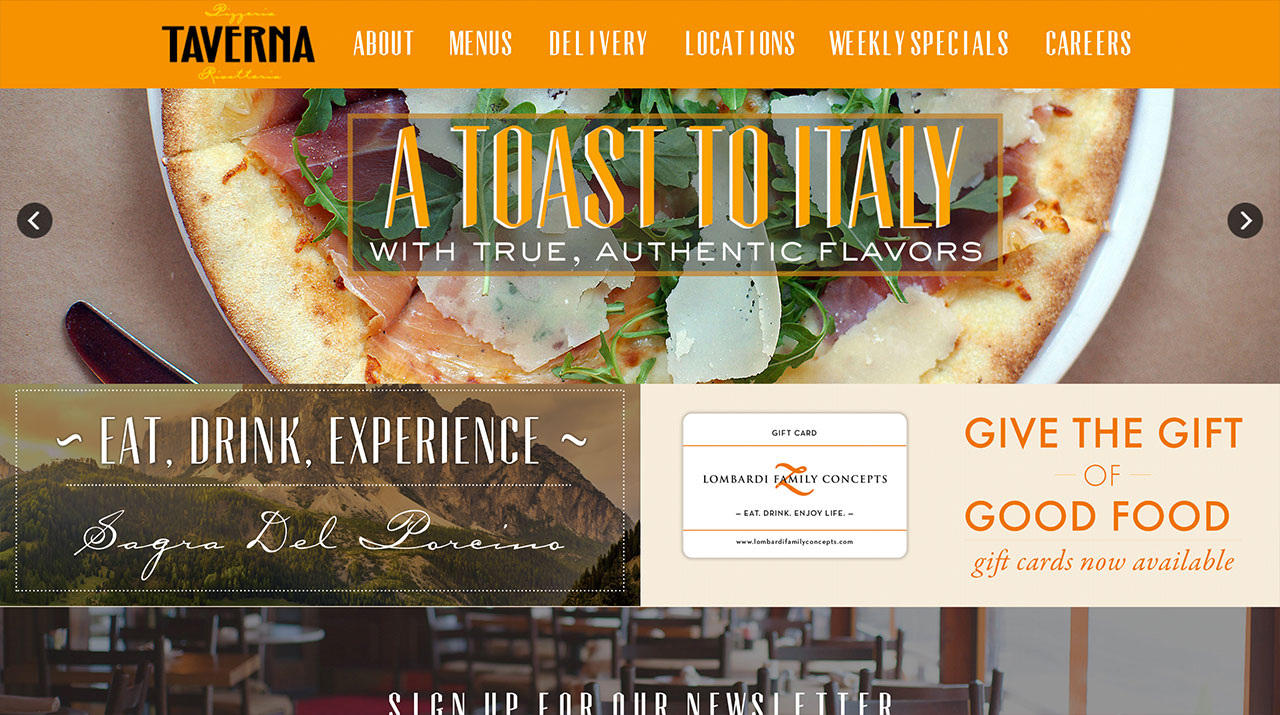 Pizzeria
TAVERNA
Risotteria
ABOUT MENUS DELIVERY LOCATIONS WEEKLY SPECIALS CAREERS
A TOAST TO ITALY
WITH TRUE, AUTHENTIC FLAVORS
~ EAT, DRINK, EXPERIENCE ~
Sagra Del Porcino
GIFT CARD
LOMBARDI FAMILY CONCEPTS
– EAT. DRINK. ENJOY LIFE. –
www.lombardifamilyconcepts.com
GIVE THE GIFT
OF
GOOD FOOD
gift cards now available
SIGN UP FOR OUR NEWSLETTER